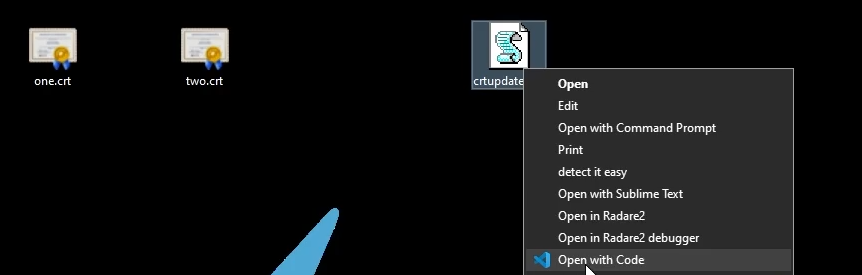 one.crt
two.crt
crtupdate
Open
Edit
Open with Command Prompt
Print
detect it easy
Open with Sublime Text
Open in Radare2
Open in Radare2 debugger
Open with Code